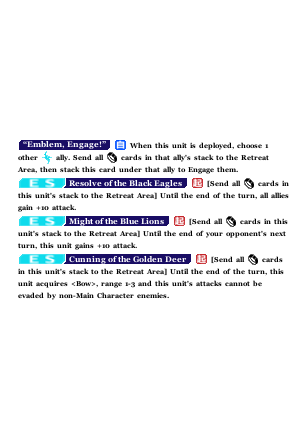 “Emblem, Engage!” When this unit is deployed, choose 1
other ally. Send all cards in that ally's stack to the Retreat
Area, then stack this card under that ally to Engage them.
E S Resolve of the Black Eagles [Send all cards in
this unit's stack to the Retreat Area] Until the end of the turn, all allies
gain +10 attack.
E S Might of the Blue Lions [Send all cards in this
unit's stack to the Retreat Area] Until the end of your opponent's next
turn, this unit gains +10 attack.
E S Cunning of the Golden Deer [Send all cards
in this unit's stack to the Retreat Area] Until the end of the turn, this
unit acquires <Bow>, range 1-3 and this unit's attacks cannot be
evaded by non-Main Character enemies.